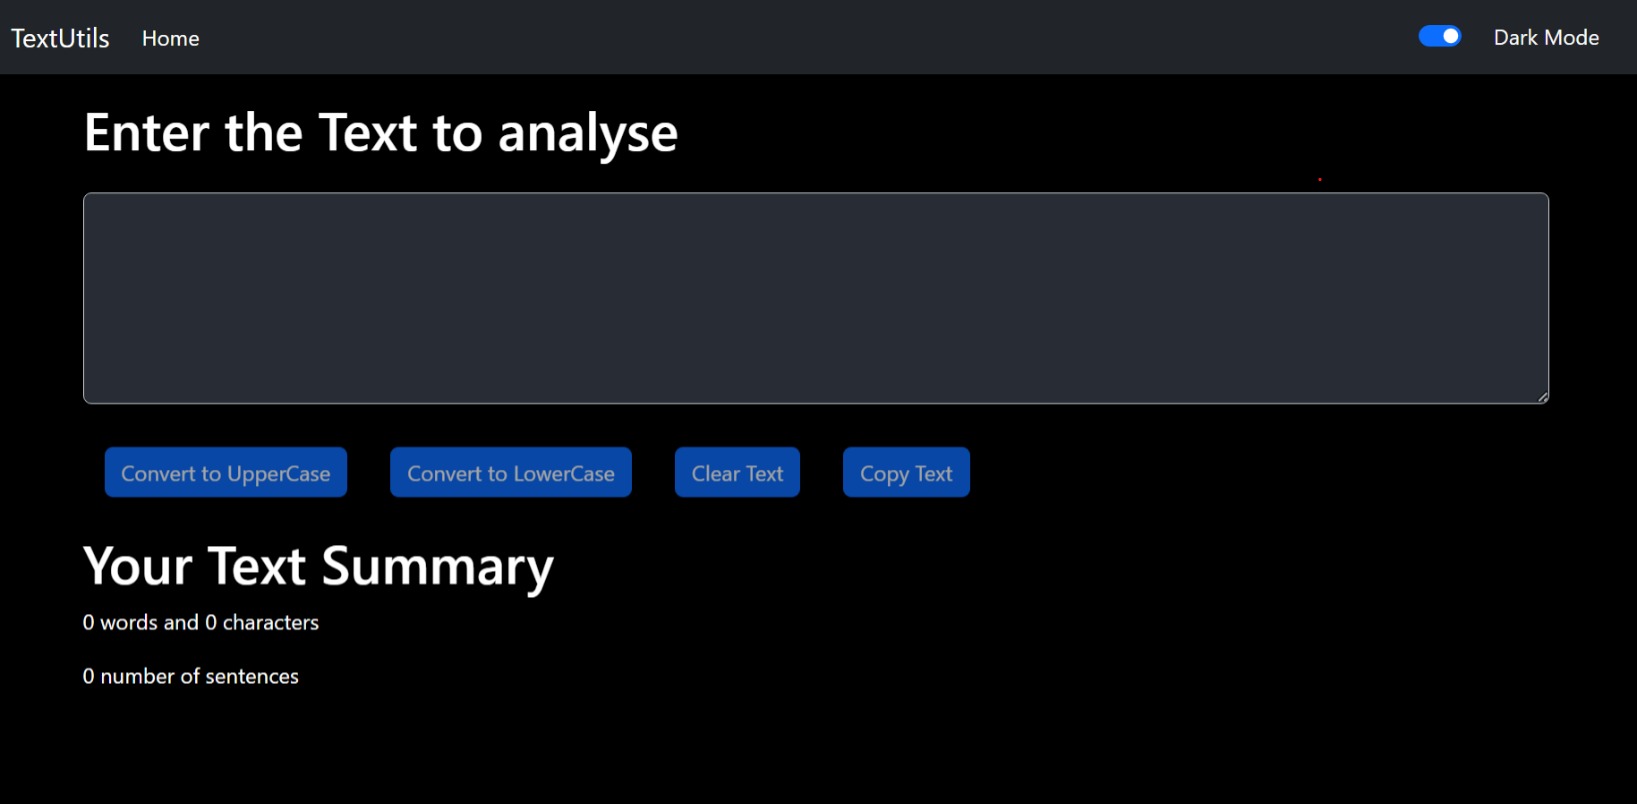 TextUtils Home Dark Mode
Enter the Text to analyse
Convert to UpperCase Convert to LowerCase Clear Text Copy Text
Your Text Summary
0 words and 0 characters
0 number of sentences